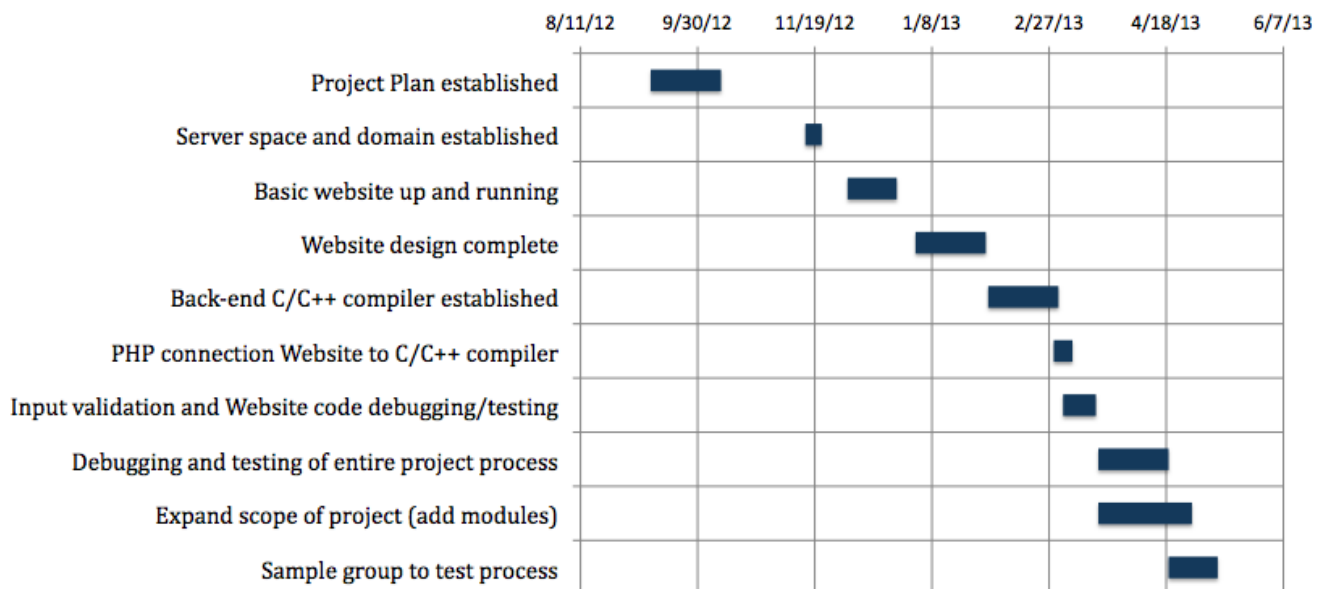 8/11/12 9/30/12 11/19/12 1/8/13 2/27/13 4/18/13 6/7/13
Project Plan established
Server space and domain established
Basic website up and running
Website design complete
Back-end C/C++ compiler established
PHP connection Website to C/C++ compiler
Input validation and Website code debugging/testing
Debugging and testing of entire project process
Expand scope of project (add modules)
Sample group to test process